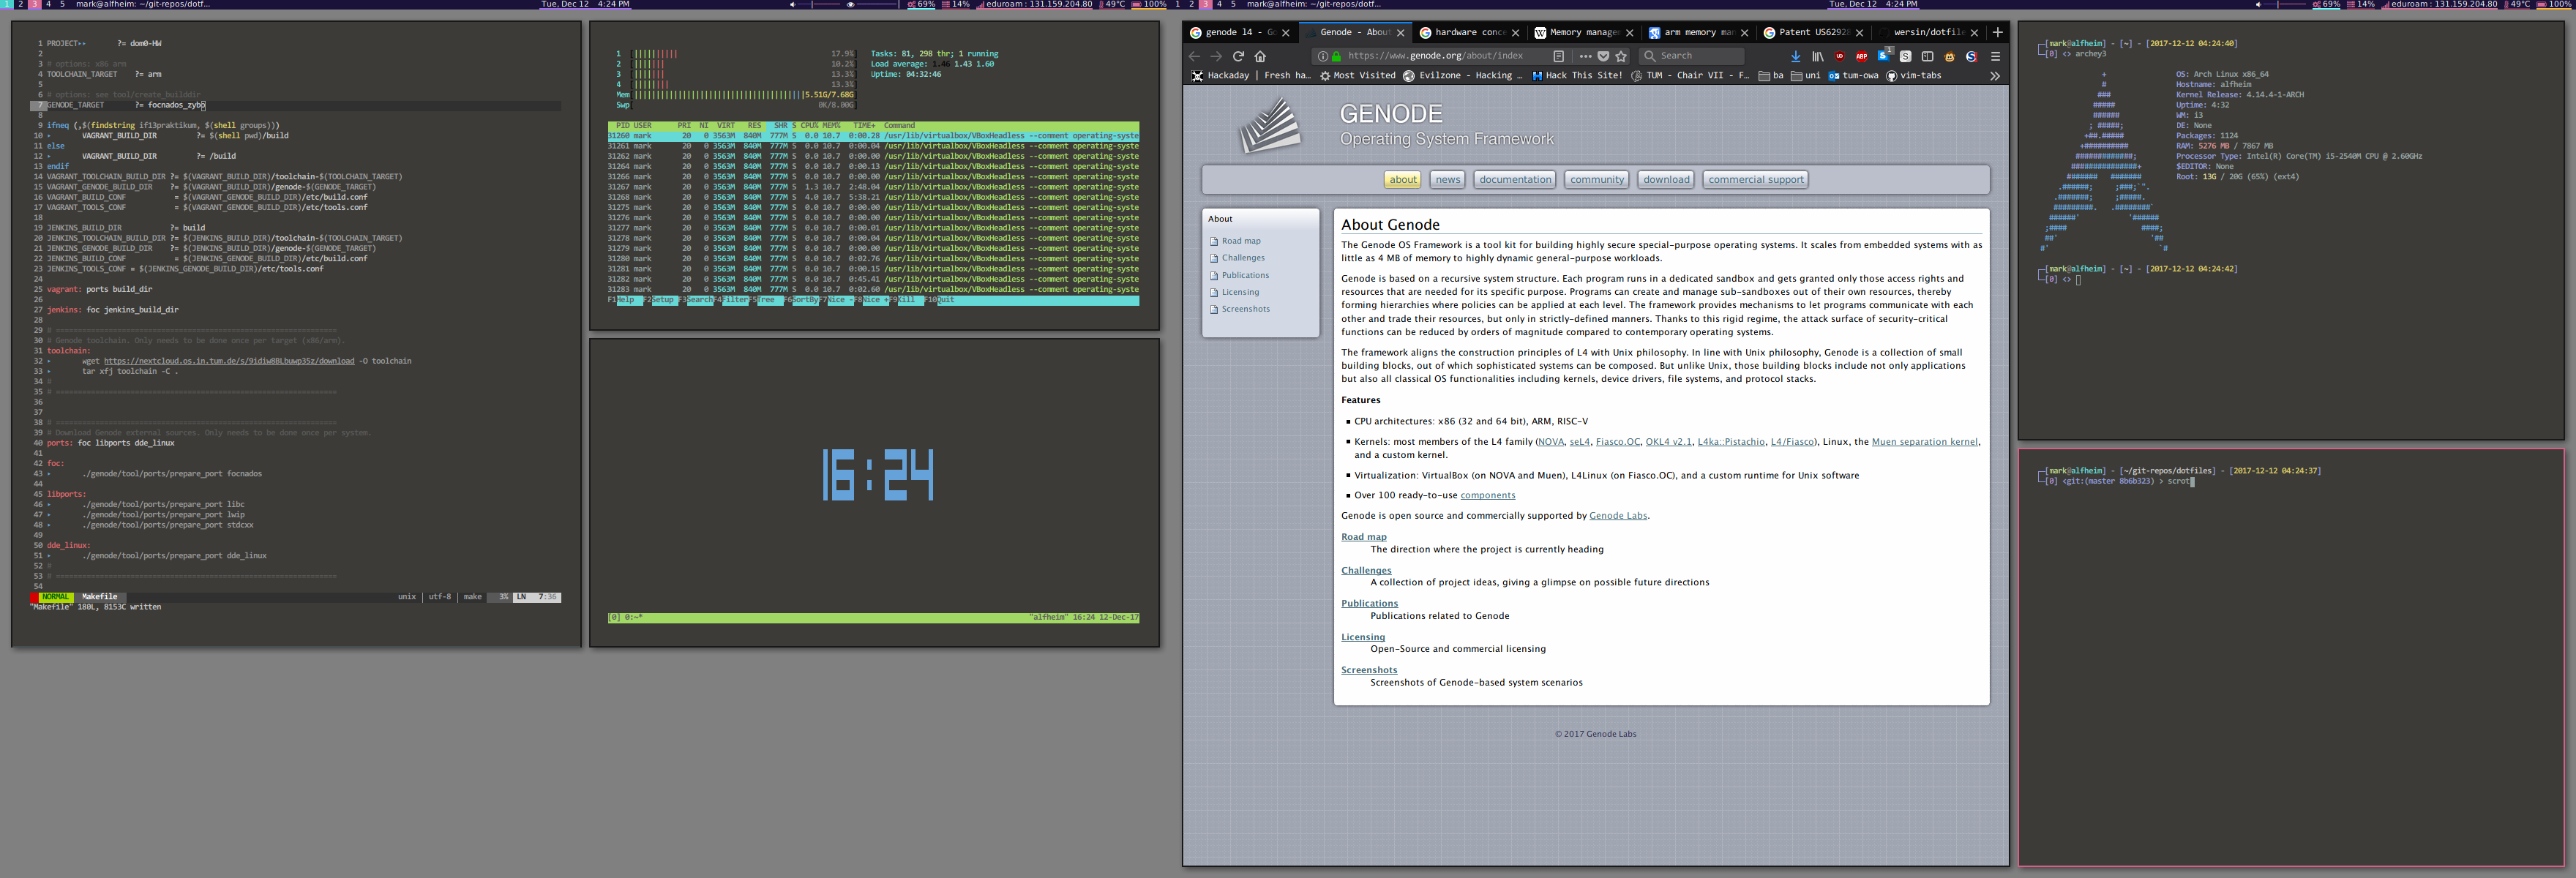 1 2 3 4 5 mark@alfheim: ~/git-repos/dotf...
Tue, Dec 12 4:24 PM
69% 14% eduroam : 131.159.204.80 49°C 100%
1 2 3 4 5 mark@alfheim: ~/git-repos/dotf...
Tue, Dec 12 4:24 PM
69% 14% eduroam : 131.159.204.80 49°C 100%
1 PROJECT ?= dom0-HW
2
3 # options: x86 arm
4 TOOLCHAIN_TARGET ?= arm
5
6 # options: see tool/create_builddir
7 GENODE_TARGET ?= focnados_zybo
8
9 ifneq (,$(findstring if13praktikum, $(shell groups)))
10 VAGRANT_BUILD_DIR ?= $(shell pwd)/build
11 else
12 VAGRANT_BUILD_DIR ?= /build
13 endif
14 VAGRANT_TOOLCHAIN_BUILD_DIR ?= $(VAGRANT_BUILD_DIR)/toolchain-$(TOOLCHAIN_TARGET)
15 VAGRANT_GENODE_BUILD_DIR ?= $(VAGRANT_BUILD_DIR)/genode-$(GENODE_TARGET)
16 VAGRANT_BUILD_CONF = $(VAGRANT_GENODE_BUILD_DIR)/etc/build.conf
17 VAGRANT_TOOLS_CONF = $(VAGRANT_GENODE_BUILD_DIR)/etc/tools.conf
18
19 JENKINS_BUILD_DIR ?= build
20 JENKINS_TOOLCHAIN_BUILD_DIR ?= $(JENKINS_BUILD_DIR)/toolchain-$(TOOLCHAIN_TARGET)
21 JENKINS_GENODE_BUILD_DIR ?= $(JENKINS_BUILD_DIR)/genode-$(GENODE_TARGET)
22 JENKINS_BUILD_CONF = $(JENKINS_GENODE_BUILD_DIR)/etc/build.conf
23 JENKINS_TOOLS_CONF = $(JENKINS_GENODE_BUILD_DIR)/etc/tools.conf
24
25 vagrant: ports build_dir
26
27 jenkins: foc jenkins_build_dir
28
29 # ================================================================
30 # Genode toolchain. Only needs to be done once per target (x86/arm).
31 toolchain:
32 wget https://nextcloud.os.in.tum.de/s/9idiw8BLbuwp35z/download -O toolchain
33 tar xfj toolchain -C .
34 #
35 # ================================================================
36
37
38 # ================================================================
39 # Download Genode external sources. Only needs to be done once per system.
40 ports: foc libports dde_linux
41
42 foc:
43 ./genode/tool/ports/prepare_port focnados
44
45 libports:
46 ./genode/tool/ports/prepare_port libc
47 ./genode/tool/ports/prepare_port lwip
48 ./genode/tool/ports/prepare_port stdcxx
49
50 dde_linux:
51 ./genode/tool/ports/prepare_port dde_linux
52 #
53 # ================================================================
54
NORMAL Makefile unix | utf-8 | make 3% LN 7:36
"Makefile" 180L, 8153C written
1 [|||||||||| 17.9%] Tasks: 81, 298 thr; 1 running
2 [||||||| 10.2%] Load average: 1.46 1.43 1.60
3 [||||||| 13.3%] Uptime: 04:32:46
4 [|||||||| 13.3%]
Mem[||||||||||||||||||||||||||||||||||||||5.51G/7.68G]
Swp[ 0K/8.00G]
PID USER PRI NI VIRT RES SHR S CPU% MEM% TIME+ Command
31260 mark 20 0 3563M 840M 777M S 0.0 10.7 0:00.28 /usr/lib/virtualbox/VBoxHeadless --comment operating-syste
31261 mark 20 0 3563M 840M 777M S 0.0 10.7 0:00.04 /usr/lib/virtualbox/VBoxHeadless --comment operating-syste
31262 mark 20 0 3563M 840M 777M S 0.0 10.7 0:00.00 /usr/lib/virtualbox/VBoxHeadless --comment operating-syste
31264 mark 20 0 3563M 840M 777M S 0.0 10.7 0:00.13 /usr/lib/virtualbox/VBoxHeadless --comment operating-syste
31266 mark 20 0 3563M 840M 777M S 0.0 10.7 0:00.00 /usr/lib/virtualbox/VBoxHeadless --comment operating-syste
31267 mark 20 0 3563M 840M 777M S 1.3 10.7 2:48.04 /usr/lib/virtualbox/VBoxHeadless --comment operating-syste
31268 mark 20 0 3563M 840M 777M S 4.0 10.7 5:38.21 /usr/lib/virtualbox/VBoxHeadless --comment operating-syste
31275 mark 20 0 3563M 840M 777M S 0.0 10.7 0:00.00 /usr/lib/virtualbox/VBoxHeadless --comment operating-syste
31276 mark 20 0 3563M 840M 777M S 0.0 10.7 0:00.00 /usr/lib/virtualbox/VBoxHeadless --comment operating-syste
31277 mark 20 0 3563M 840M 777M S 0.0 10.7 0:00.01 /usr/lib/virtualbox/VBoxHeadless --comment operating-syste
31278 mark 20 0 3563M 840M 777M S 0.0 10.7 0:00.04 /usr/lib/virtualbox/VBoxHeadless --comment operating-syste
31279 mark 20 0 3563M 840M 777M S 0.0 10.7 0:00.00 /usr/lib/virtualbox/VBoxHeadless --comment operating-syste
31280 mark 20 0 3563M 840M 777M S 0.0 10.7 0:02.76 /usr/lib/virtualbox/VBoxHeadless --comment operating-syste
31281 mark 20 0 3563M 840M 777M S 0.0 10.7 0:00.15 /usr/lib/virtualbox/VBoxHeadless --comment operating-syste
31282 mark 20 0 3563M 840M 777M S 0.0 10.7 0:45.41 /usr/lib/virtualbox/VBoxHeadless --comment operating-syste
31283 mark 20 0 3563M 840M 777M S 0.0 10.7 0:02.60 /usr/lib/virtualbox/VBoxHeadless --comment operating-syste
F1Help F2Setup F3SearchF4FilterF5Tree F6SortByF7Nice -F8Nice +F9Kill F10Quit
16:24
[0] 0:~* "alfheim" 16:24 12-Dec-17
genode l4 - Go Genode - About hardware conce Memory manage arm memory man Patent US62928 wersin/dotfile
https://www.genode.org/about/index Search
Hackaday | Fresh ha... Most Visited Evilzone - Hacking ... Hack This Site! TUM - Chair VII - F... ba uni tum-owa vim-tabs
GENODE
Operating System Framework
about news documentation community download commercial support
About
Road map
Challenges
Publications
Licensing
Screenshots
About Genode
The Genode OS Framework is a tool kit for building highly secure special-purpose operating systems. It scales from embedded systems with as
little as 4 MB of memory to highly dynamic general-purpose workloads.
Genode is based on a recursive system structure. Each program runs in a dedicated sandbox and gets granted only those access rights and
resources that are needed for its specific purpose. Programs can create and manage sub-sandboxes out of their own resources, thereby
forming hierarchies where policies can be applied at each level. The framework provides mechanisms to let programs communicate with each
other and trade their resources, but only in strictly-defined manners. Thanks to this rigid regime, the attack surface of security-critical
functions can be reduced by orders of magnitude compared to contemporary operating systems.
The framework aligns the construction principles of L4 with Unix philosophy. In line with Unix philosophy, Genode is a collection of small
building blocks, out of which sophisticated systems can be composed. But unlike Unix, those building blocks include not only applications
but also all classical OS functionalities including kernels, device drivers, file systems, and protocol stacks.
Features
CPU architectures: x86 (32 and 64 bit), ARM, RISC-V
Kernels: most members of the L4 family (NOVA, seL4, Fiasco.OC, OKL4 v2.1, L4ka::Pistachio, L4/Fiasco), Linux, the Muen separation kernel,
and a custom kernel.
Virtualization: VirtualBox (on NOVA and Muen), L4Linux (on Fiasco.OC), and a custom runtime for Unix software
Over 100 ready-to-use components
Genode is open source and commercially supported by Genode Labs.
Road map
The direction where the project is currently heading
Challenges
A collection of project ideas, giving a glimpse on possible future directions
Publications
Publications related to Genode
Licensing
Open-Source and commercial licensing
Screenshots
Screenshots of Genode-based system scenarios
© 2017 Genode Labs
[mark@alfheim] - [~] - [2017-12-12 04:24:40]
[0] <> archey3
OS: Arch Linux x86_64
Hostname: alfheim
Kernel Release: 4.14.4-1-ARCH
Uptime: 4:32
WM: i3
DE: None
Packages: 1124
RAM: 5276 MB / 7867 MB
Processor Type: Intel(R) Core(TM) i5-2540M CPU @ 2.60GHz
$EDITOR: None
Root: 13G / 20G (65%) (ext4)
[mark@alfheim] - [~] - [2017-12-12 04:24:42]
[0] <>
[mark@alfheim] - [~/git-repos/dotfiles] - [2017-12-12 04:24:37]
[0] <git:(master 8b6b323) > scrot